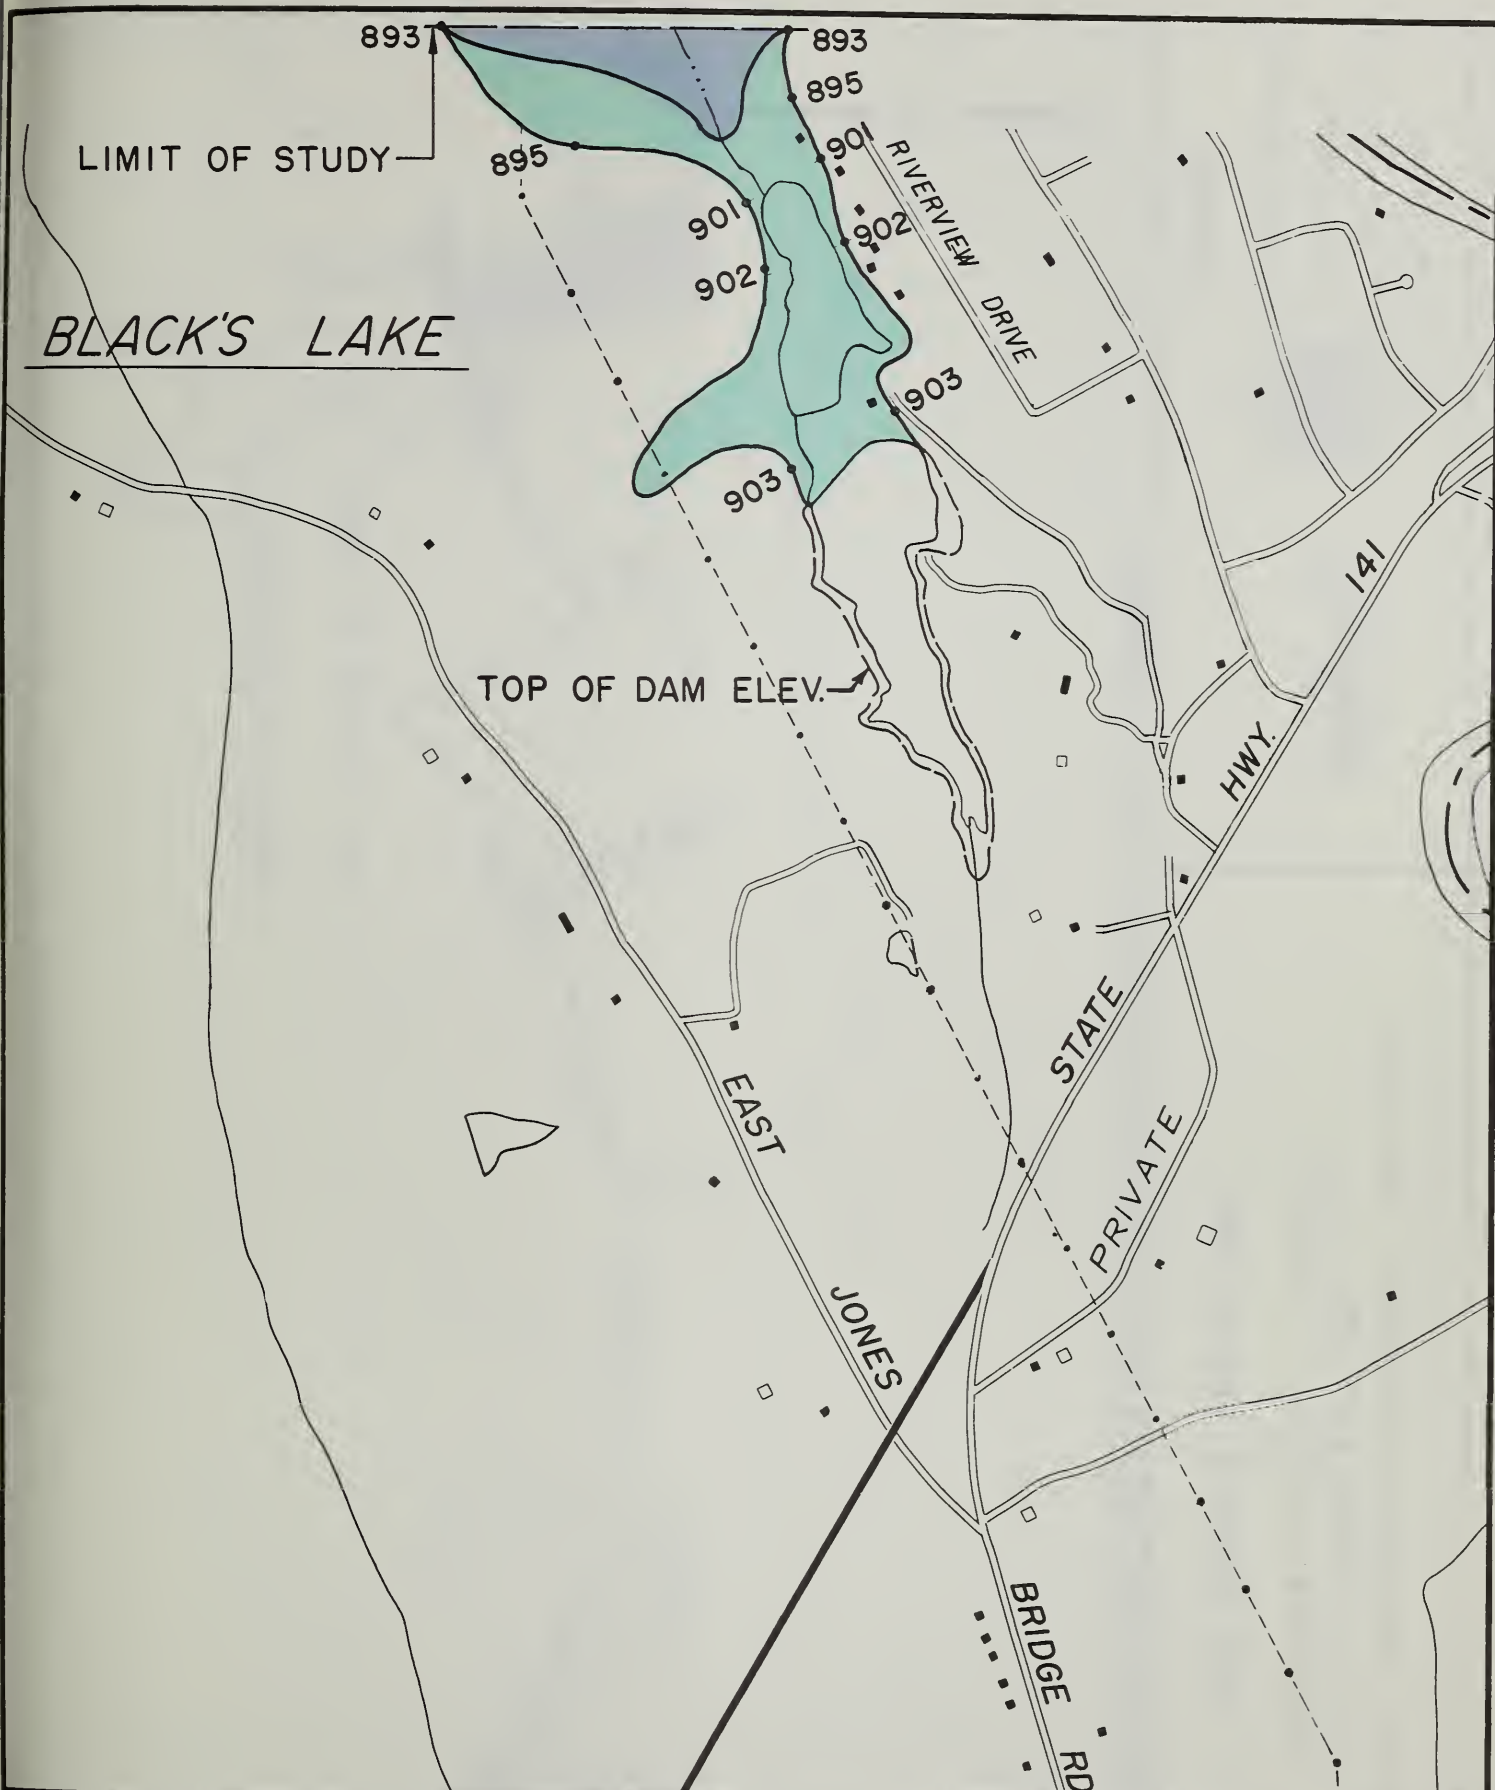 893
893
895
901
RIVERVIEW DRIVE
LIMIT OF STUDY
895
901
902
902
BLACK'S LAKE
903
903
141
TOP OF DAM ELEV.
HWY.
STATE
EAST
PRIVATE
JONES
BRIDGE
RD